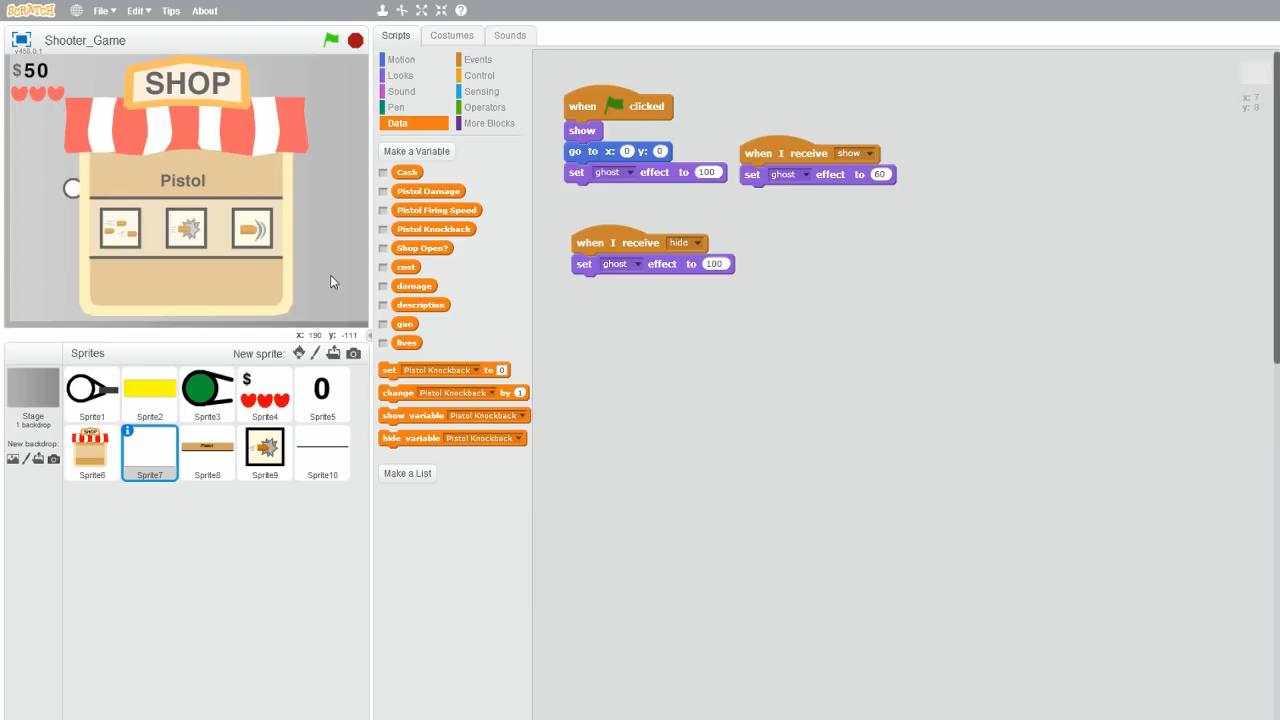 SCRATCH File Edit Tips About
Shooter_Game
v458.0.1
$ 50
SHOP
Pistol
x: 190 y: -111
Sprites New sprite:
Stage
1 backdrop
New backdrop:
Sprite1
Sprite2
Sprite3
$
Sprite4
0
Sprite5
SHOP
Sprite6
Sprite7
Pistol
Sprite8
Sprite9
Sprite10
Scripts Costumes Sounds
Motion Events
Looks Control
Sound Sensing
Pen Operators
Data More Blocks
Make a Variable
Cash
Pistol Damage
Pistol Firing Speed
Pistol Knockback
Shop Open?
cost
damage
description
gun
lives
set Pistol Knockback to 0
change Pistol Knockback by 1
show variable Pistol Knockback
hide variable Pistol Knockback
Make a List
when clicked
show
go to x: 0 y: 0
set ghost effect to 100
when I receive show
set ghost effect to 60
when I receive hide
set ghost effect to 100
x: 7
y: 8